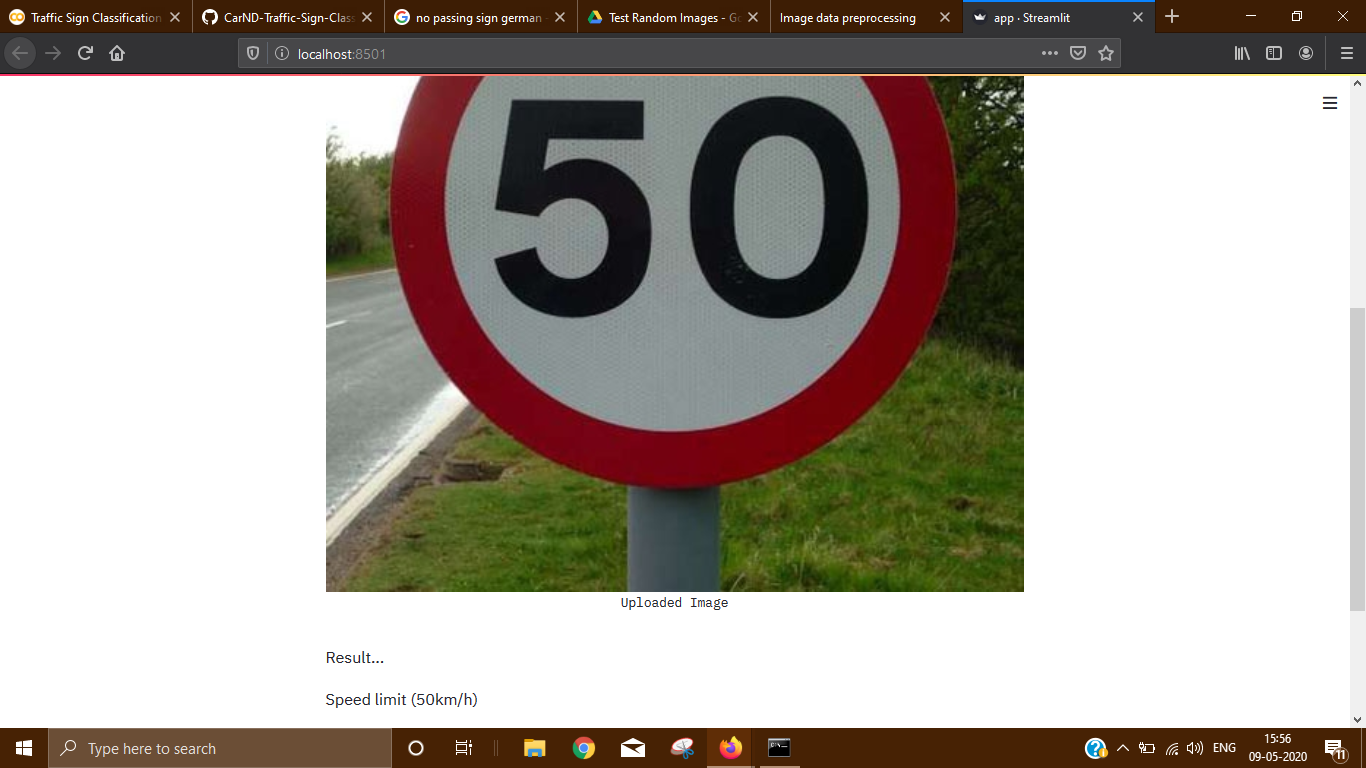 Traffic Sign Classification
CarND-Traffic-Sign-Clas
no passing sign german
Test Random Images - Go
Image data preprocessing
app · Streamlit
localhost:8501
50
Uploaded Image
Result...
Speed limit (50km/h)
Type here to search
ENG
15:56
09-05-2020
11